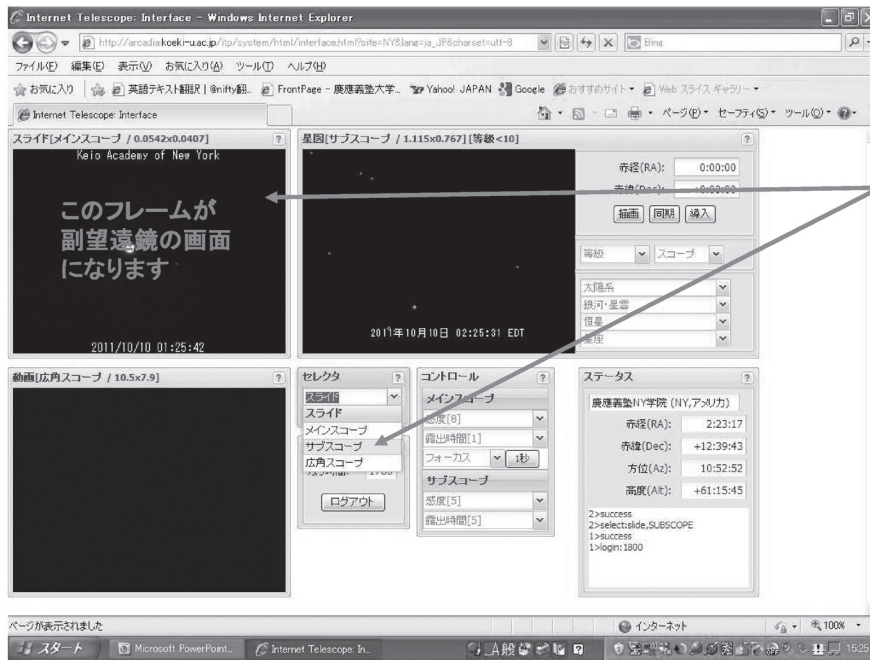 Internet Telescope: Interface - Windows Internet Explorer
http://arcadia.koeki-u.ac.jp/itp/system/html/interface.html?site=NY&lang=ja_JP&charset=utf-8
Bing
ファイル(F) 編集(E) 表示(V) お気に入り(A) ツール(T) ヘルプ(H)
お気に入り 英語テキスト翻訳 | @nifty翻... FrontPage - 慶應義塾大学... Yahoo! JAPAN Google おすすめサイト Web スライス ギャラリー
Internet Telescope: Interface
ページ(P) セーフティ(S) ツール(O)
スライド[メインスコープ / 0.0542x0.0407] ?
Keio Academy of New York
このフレームが
副望遠鏡の画面
になります
2011/10/10 01:25:42
星図[サブスコープ / 1.115x0.767] [等級<10] ?
2011年10月10日 02:25:31 EDT
赤経(RA): 0:00:00
赤緯(Dec): +0:00:00
描画 同期 導入
等級 スコープ
太陽系
銀河・星雲
恒星
星座
動画[広角スコープ / 10.5x7.9] ?
セレクタ ?
スライド
スライド
メインスコープ
サブスコープ
広角スコープ
ログアウト
コントロール ?
メインスコープ
感度[8]
露出時間[1]
フォーカス 1秒
サブスコープ
感度[5]
露出時間[5]
ステータス ?
慶應義塾NY学院 (NY,アメリカ)
赤経(RA): 2:23:17
赤緯(Dec): +12:39:43
方位(Az): 10:52:52
高度(Alt): +61:15:45
2>success
2>select:slide,SUBSCOPE
1>success
1>login:1800
ページが表示されました
インターネット
100%
スタート Microsoft PowerPoint... Internet Telescope: In...
A般
15:25